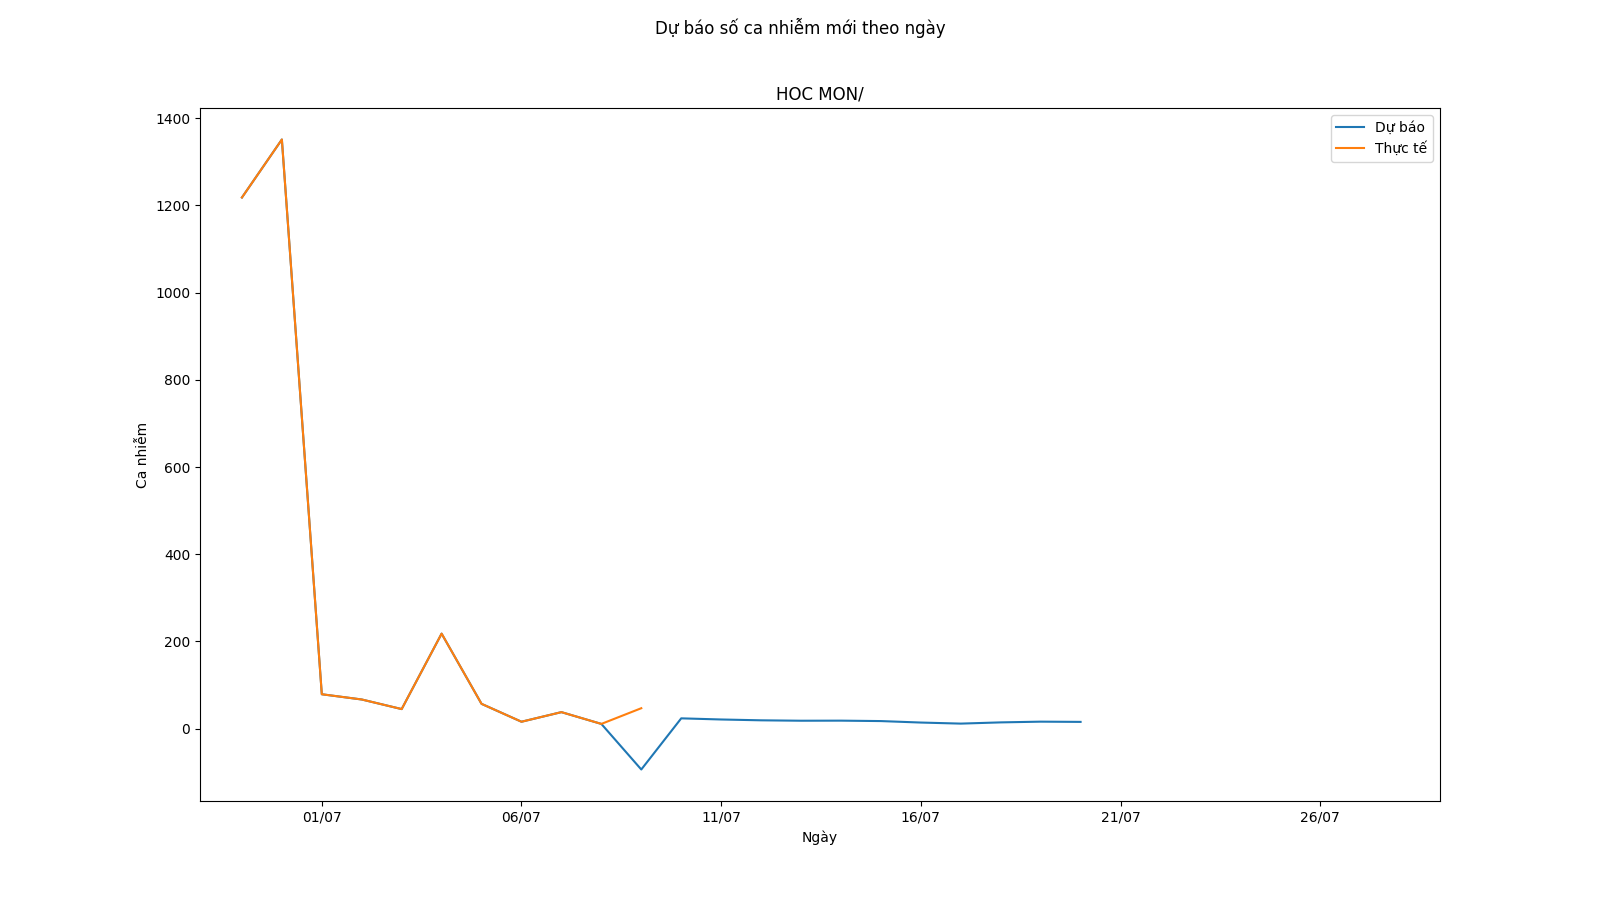 Dự báo số ca nhiễm mới theo ngày
HOC MON/
1400
1200
1000
800
600
400
200
0
Ca nhiễm
Dự báo
Thực tế
01/07
06/07
11/07
16/07
21/07
26/07
Ngày